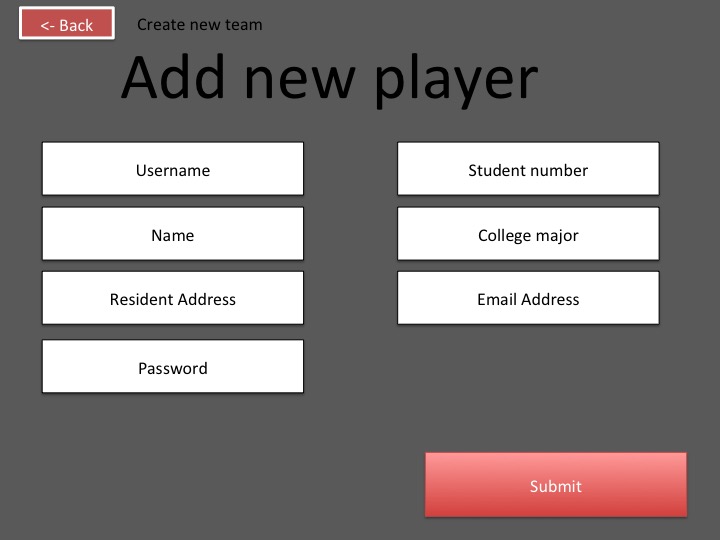 <- Back
Create new team
Add new player
Username
Student number
Name
College major
Resident Address
Email Address
Password
Submit